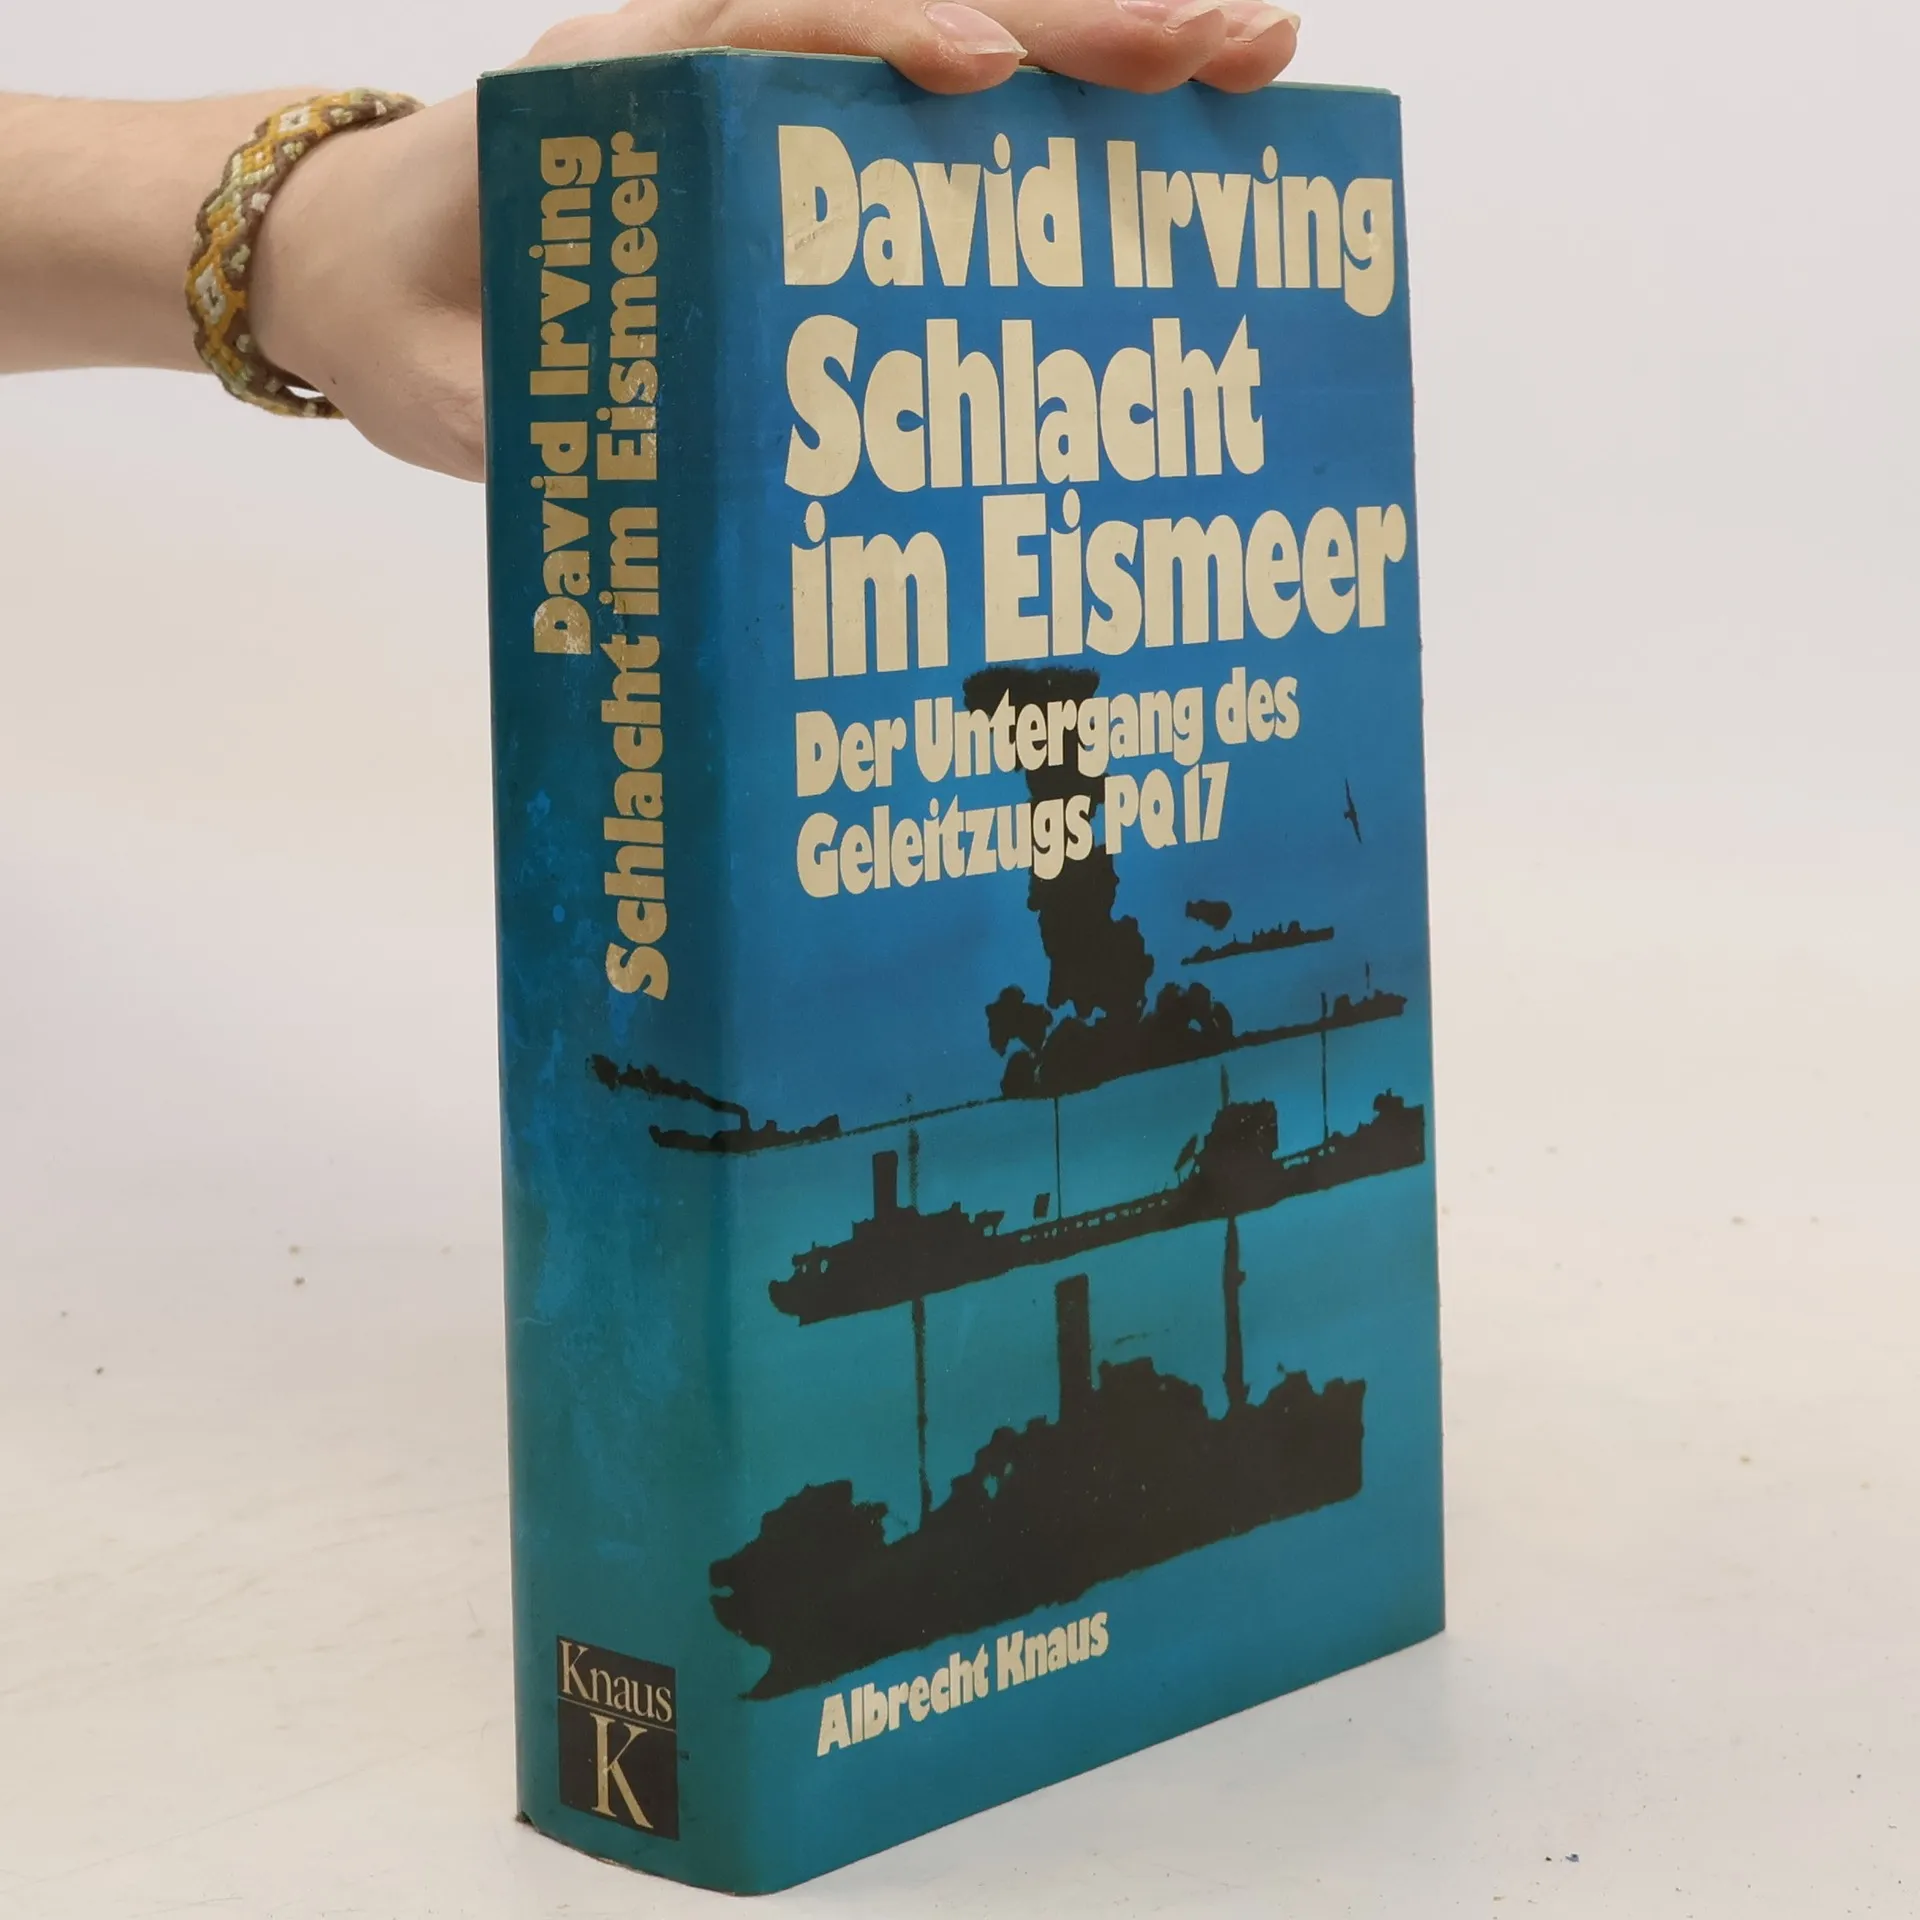 David Irving
Schlacht im Eismeer
Knaus
K
David Irving
Schlacht
im Eismeer
Der Untergang des
Geleitzugs PQ 17
Albrecht Knaus